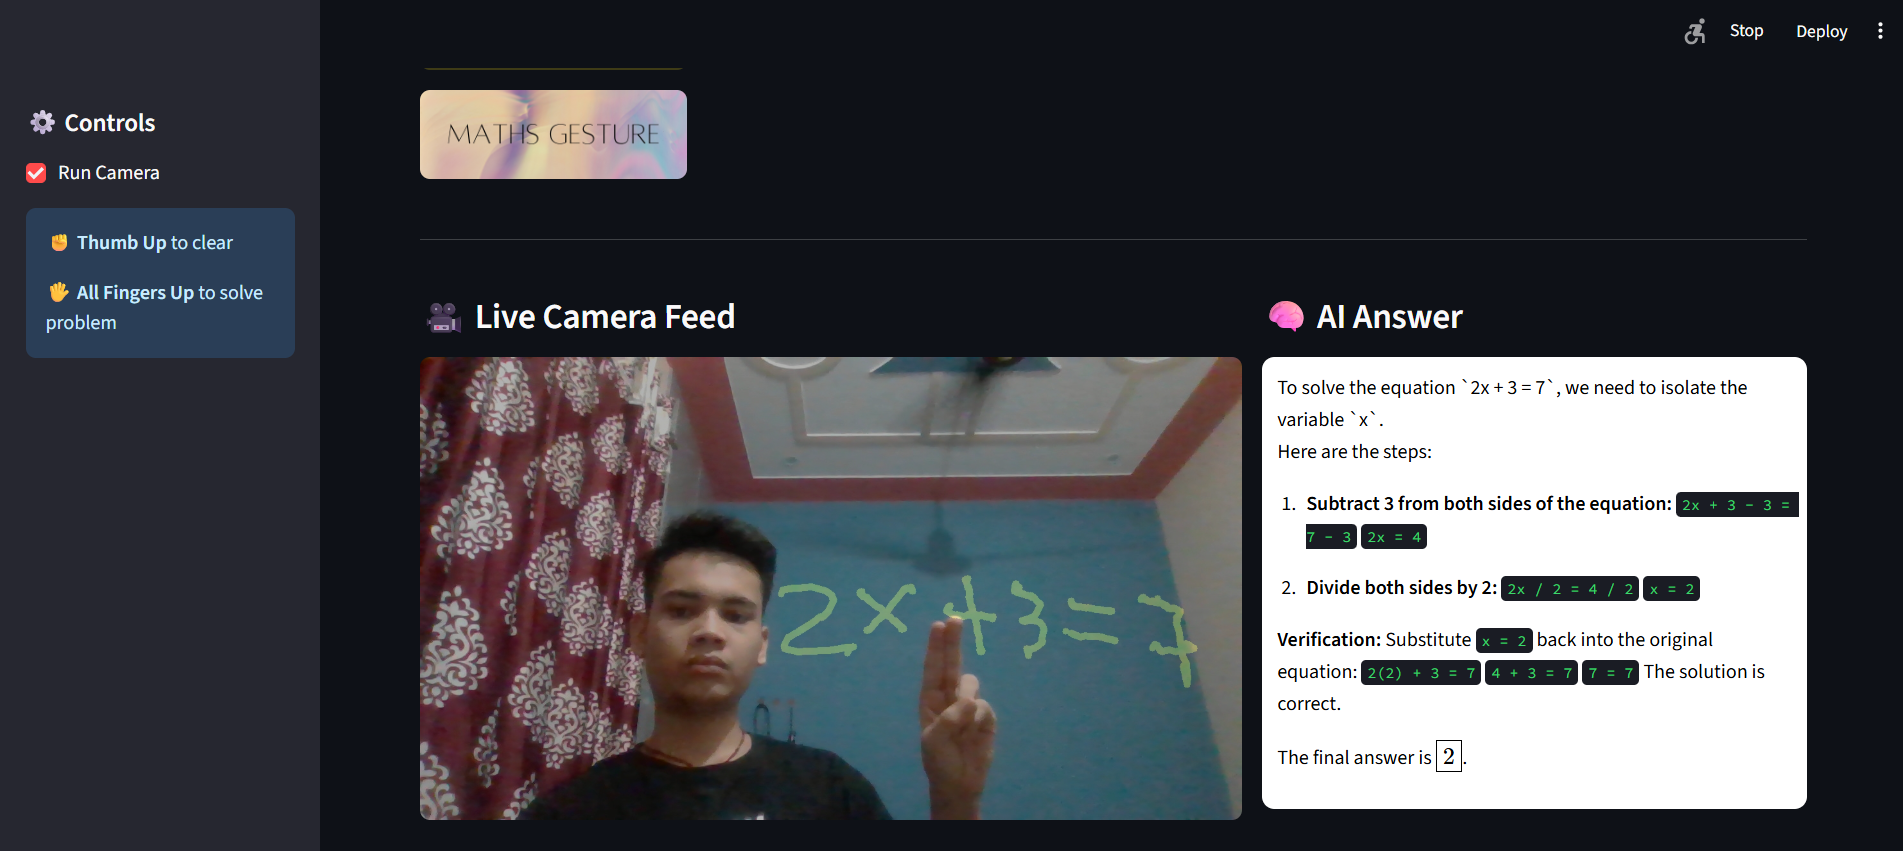 Stop Deploy
Controls
Run Camera
Thumb Up to clear
All Fingers Up to solve
problem
MATHS GESTURE
Live Camera Feed
2x+3=7
AI Answer
To solve the equation `2x + 3 = 7`, we need to isolate the
variable `x`.
Here are the steps:
1. Subtract 3 from both sides of the equation: 2x + 3 - 3 =
7 - 3 2x = 4
2. Divide both sides by 2: 2x / 2 = 4 / 2 x = 2
Verification: Substitute x = 2 back into the original
equation: 2(2) + 3 = 7 4 + 3 = 7 7 = 7 The solution is
correct.
The final answer is 2.